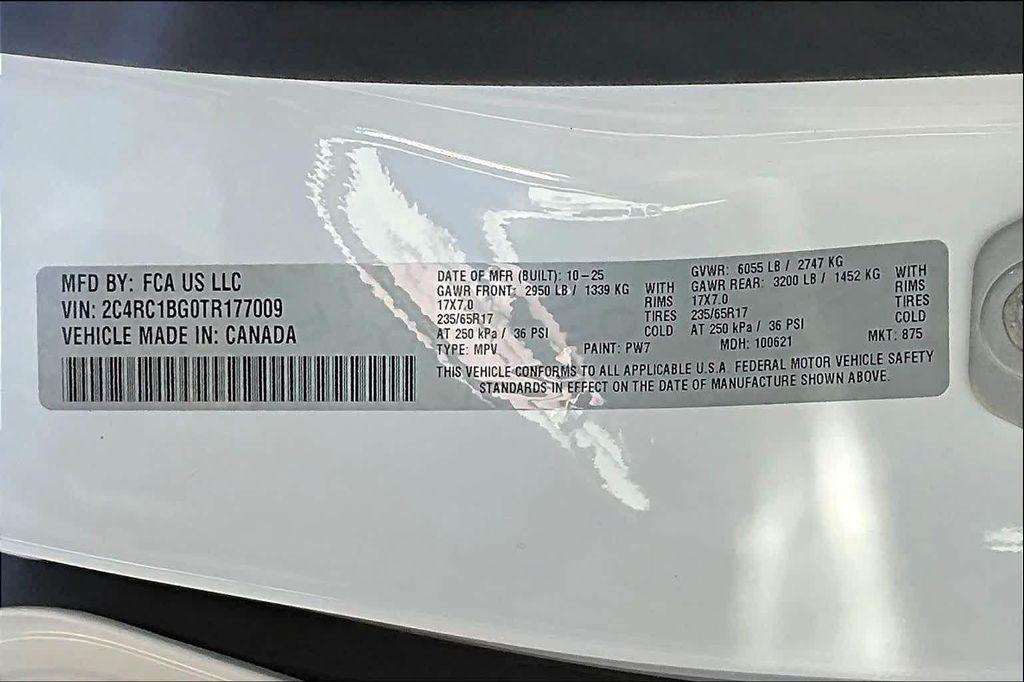 MFD BY: FCA US LLC
VIN: 2C4RC1BG0TR177009
VEHICLE MADE IN: CANADA
DATE OF MFR (BUILT): 10-25
GAWR FRONT: 2950 LB / 1339 KG WITH
17X7.0 RIMS
235/65R17 TIRES
AT 250 kPa / 36 PSI COLD
TYPE: MPV PAINT: PW7
GVWR: 6055 LB / 2747 KG
GAWR REAR: 3200 LB / 1452 KG WITH
17X7.0 RIMS
235/65R17 TIRES
AT 250 kPa / 36 PSI COLD
MDH: 100621 MKT: 875
THIS VEHICLE CONFORMS TO ALL APPLICABLE U.S.A. FEDERAL MOTOR VEHICLE SAFETY
STANDARDS IN EFFECT ON THE DATE OF MANUFACTURE SHOWN ABOVE.